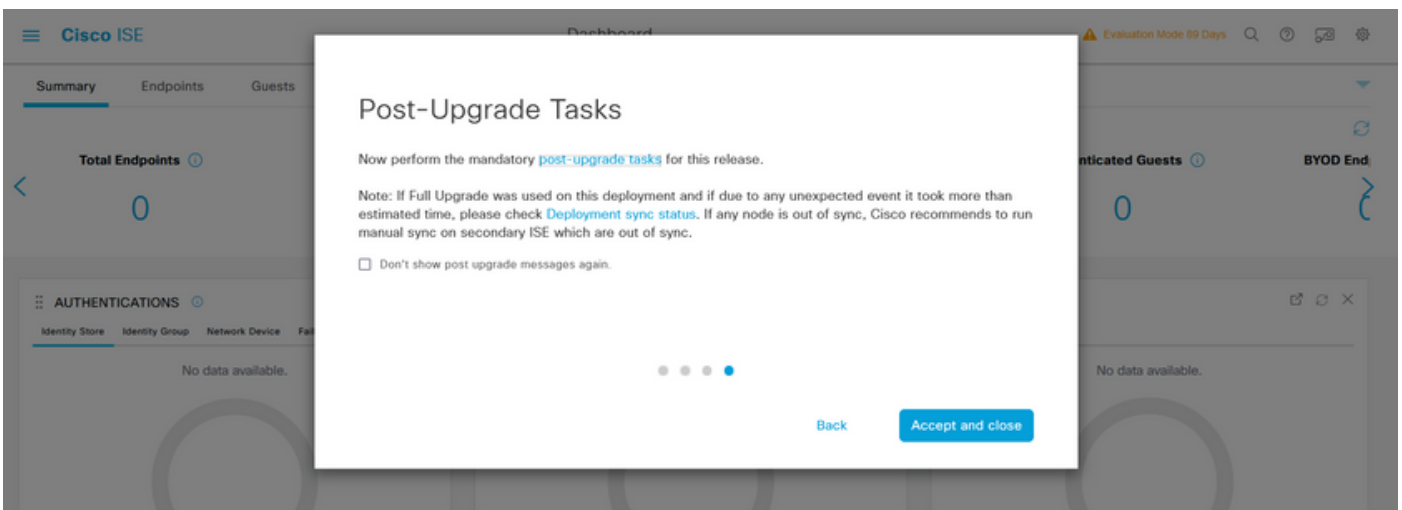 Cisco ISE
Dashboard
Evaluation Mode 89 Days
Summary Endpoints Guests
Total Endpoints
0
nticated Guests
0
BYOD End
Post-Upgrade Tasks
Now perform the mandatory post-upgrade tasks for this release.
Note: If Full Upgrade was used on this deployment and if due to any unexpected event it took more than
estimated time, please check Deployment sync status. If any node is out of sync, Cisco recommends to run
manual sync on secondary ISE which are out of sync.
Don't show post upgrade messages again.
Back Accept and close
AUTHENTICATIONS
Identity Store Identity Group Network Device Fail
No data available.
No data available.